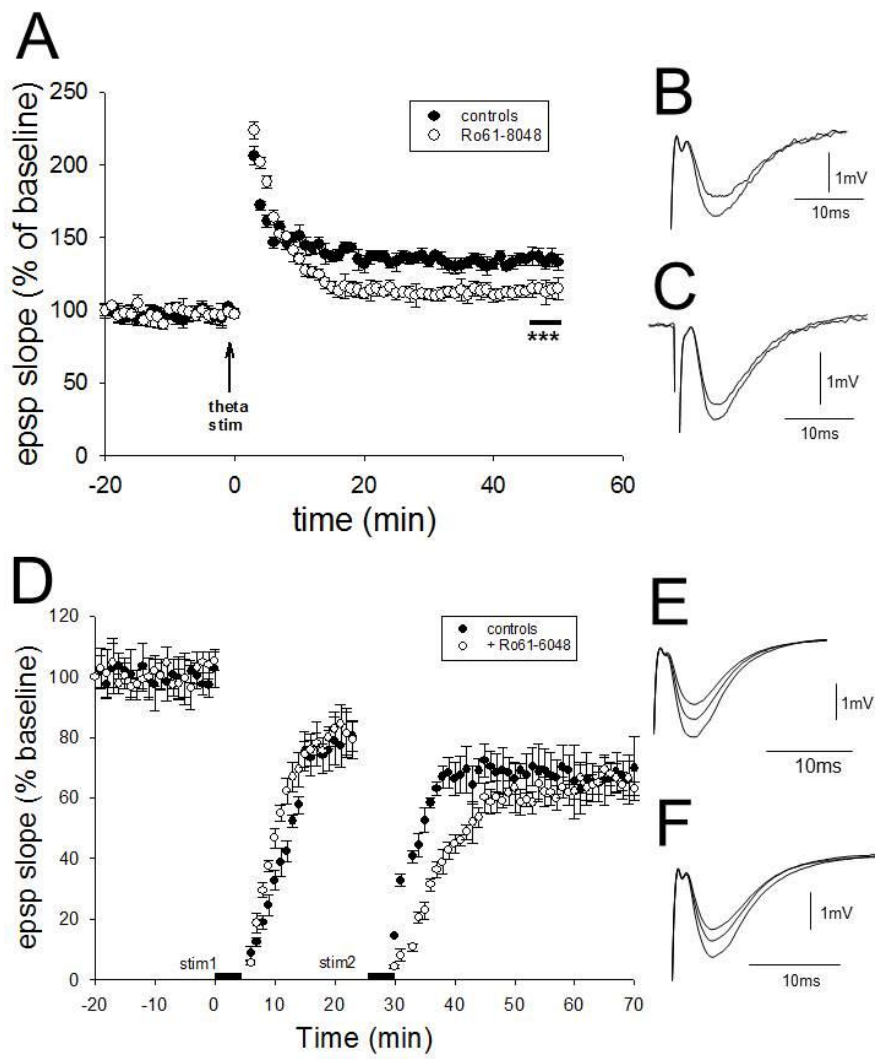 A
epsp slope (% of baseline)
250
200
150
100
50
0
controls
Ro61-8048
theta
stim
***
-20
0
20
40
60
time (min)
B
1mV
10ms
C
1mV
10ms
D
epsp slope (% baseline)
120
100
80
60
40
20
0
controls
+ Ro61-6048
stim1
stim2
-20
-10
0
10
20
30
40
50
60
70
Time (min)
E
1mV
10ms
F
1mV
10ms